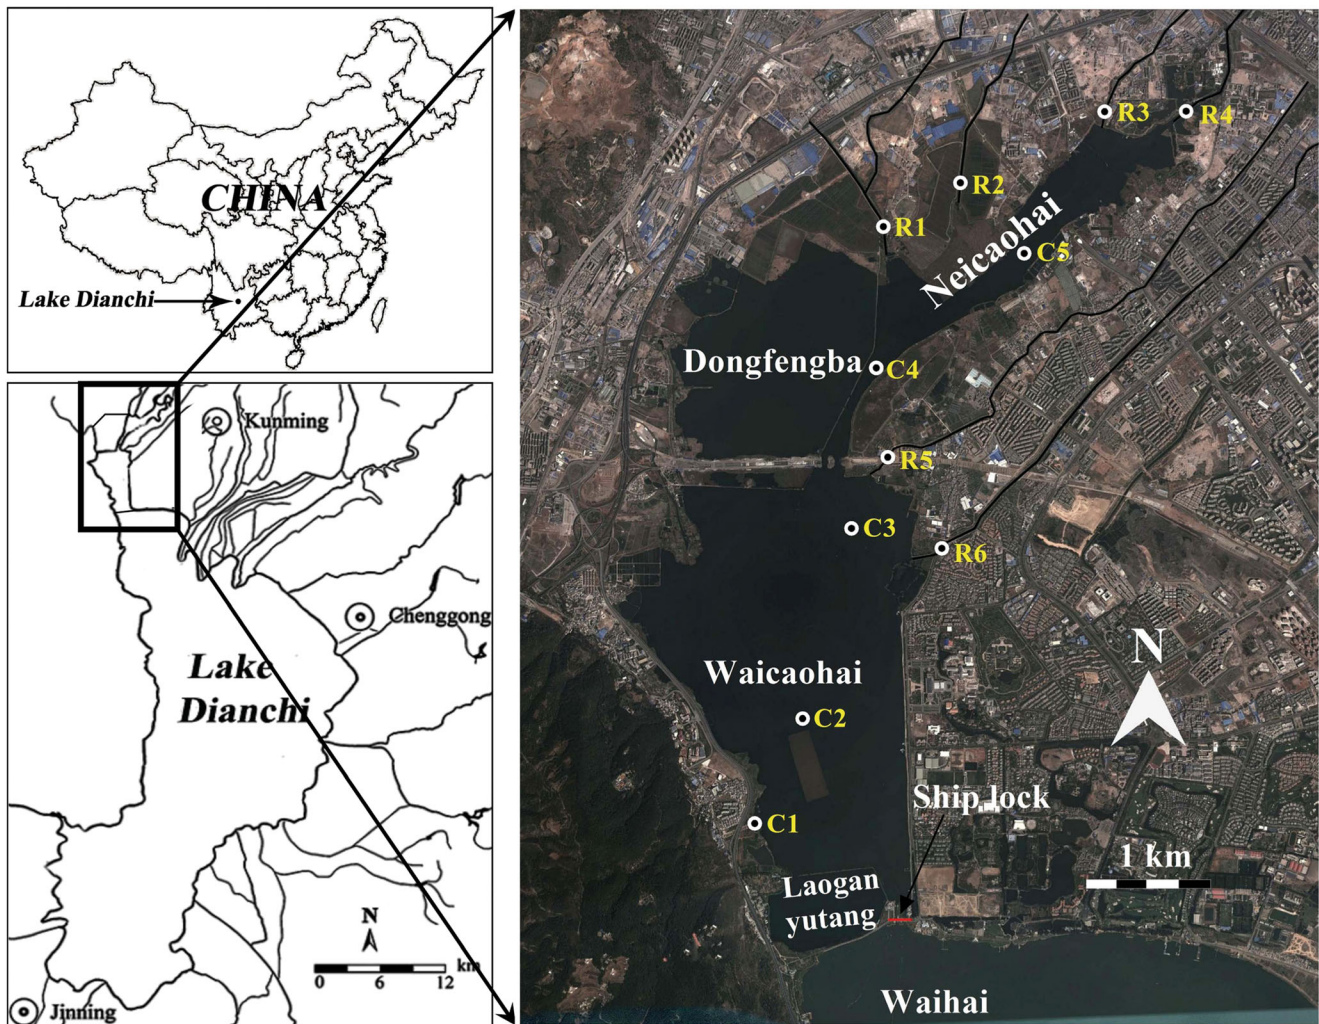 CHINA
Lake Dianchi
Kunming
Chenggong
Lake
Dianchi
N
km
0 6 12
Jinning
R3
R4
R2
R1
Neicaohai
C5
Dongfengba
C4
R5
C3
R6
N
Waicaohai
C2
Ship lock
C1
1 km
Laogan
yutang
Waihai